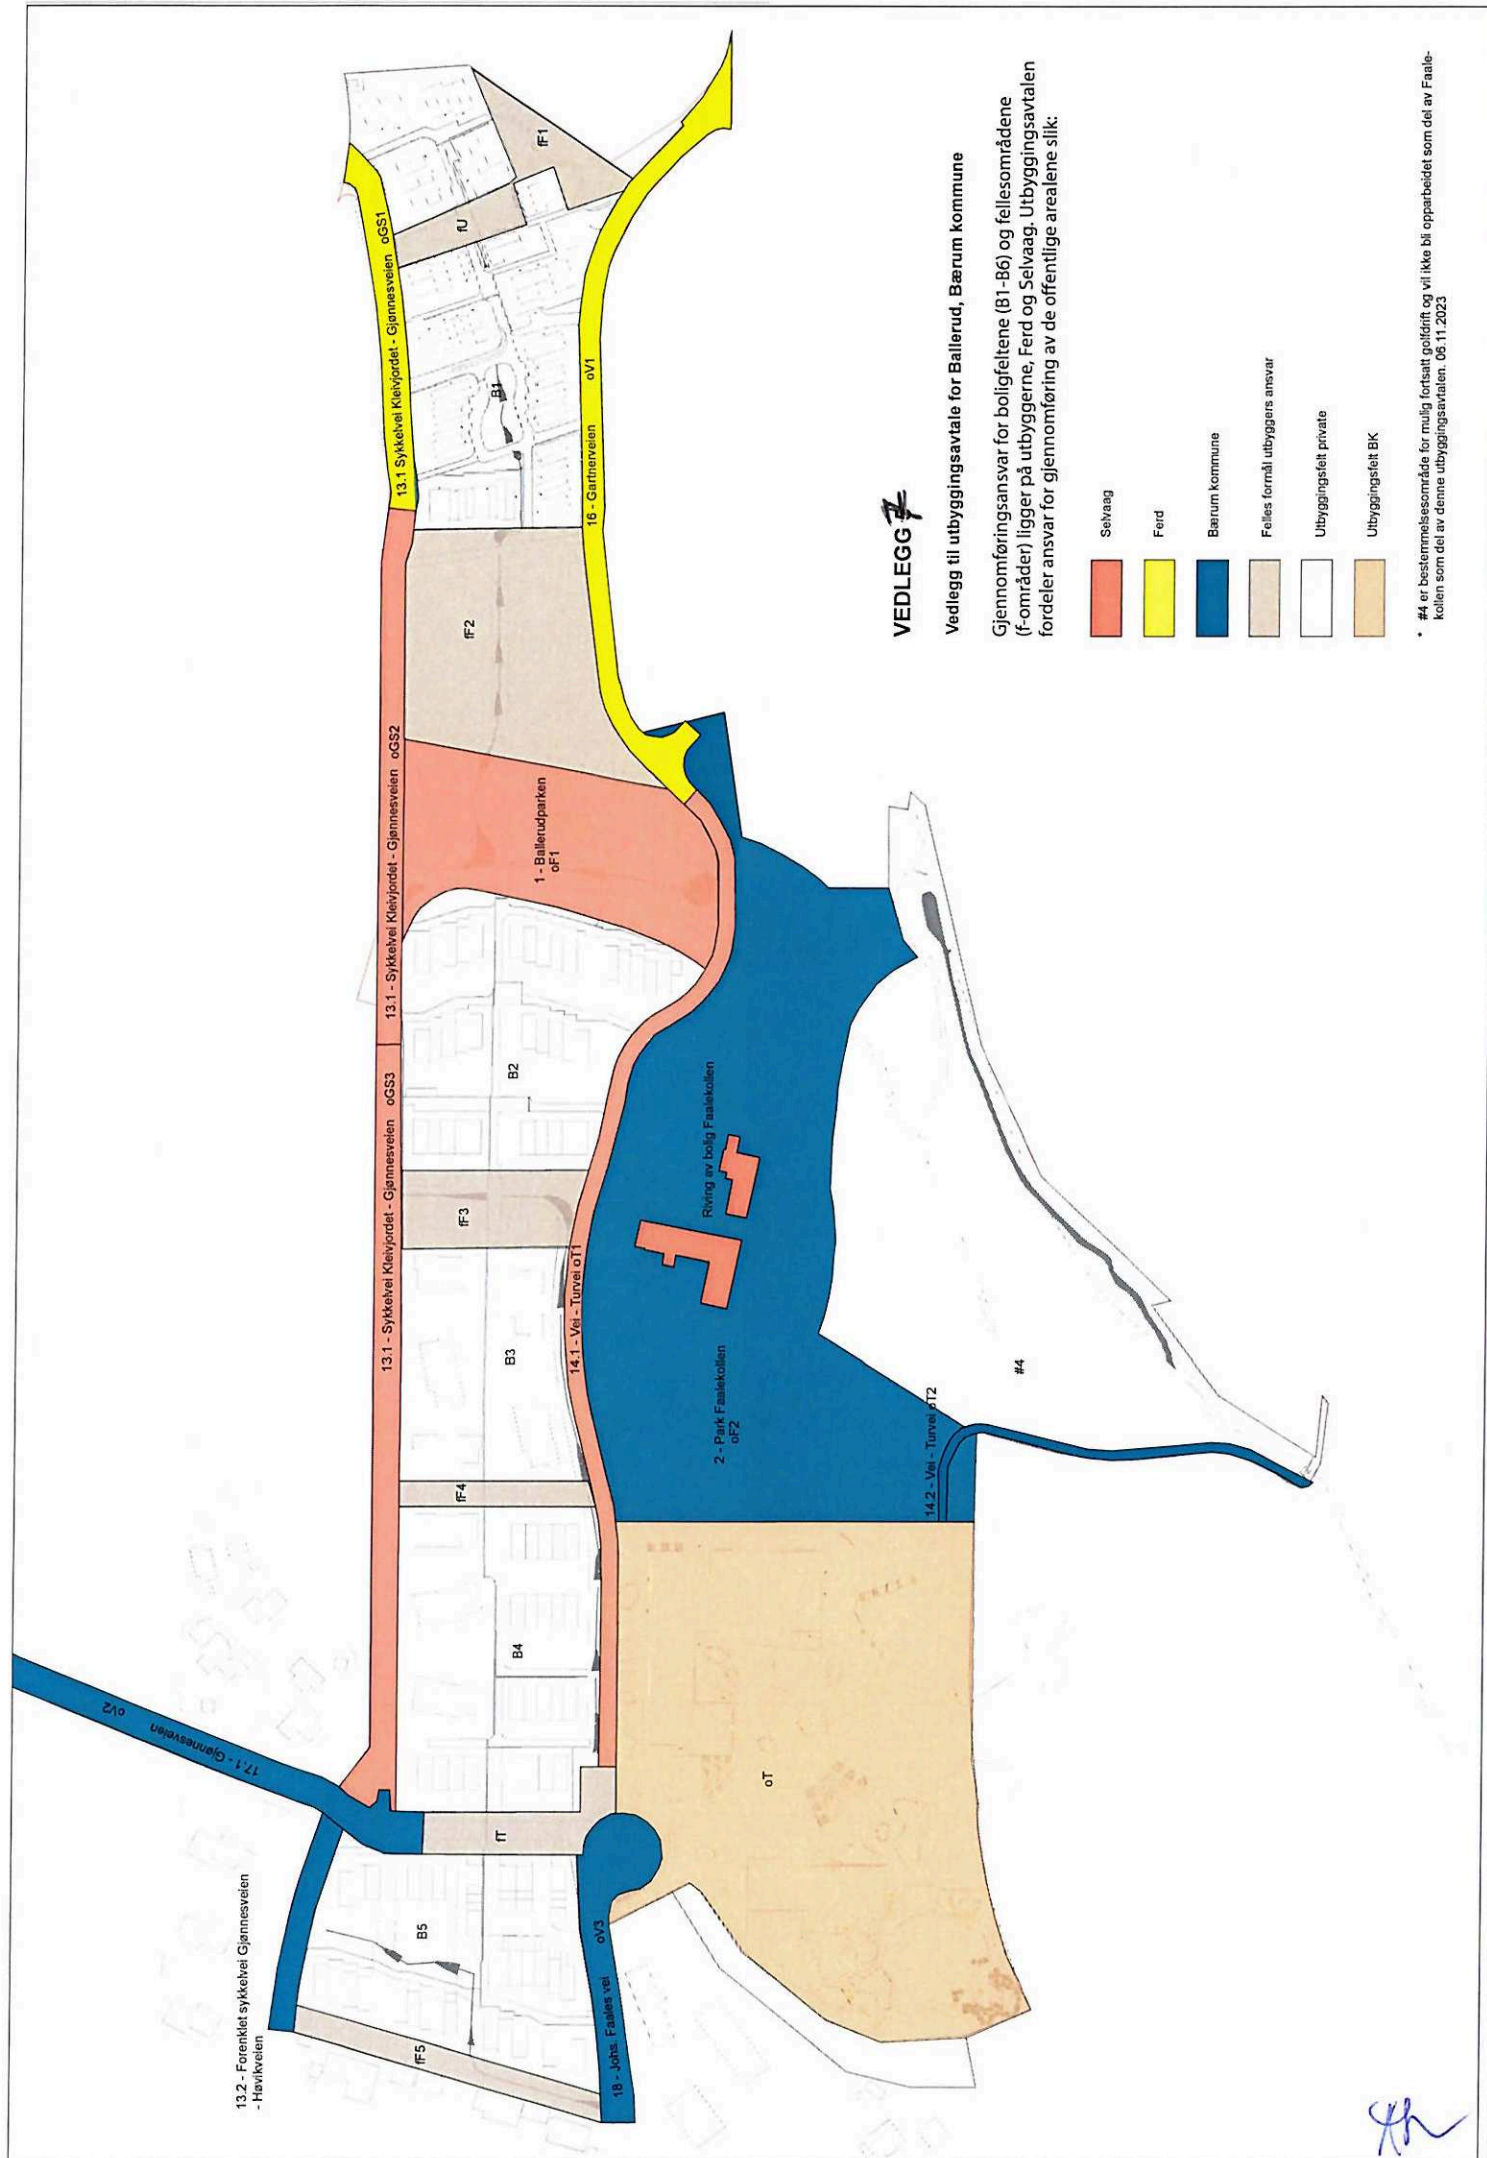 13.2 - Forenklet sykkelvei Gjønnesveien
- Høvikveien
17.1 - Gjønnesveien oV2
13.1 - Sykkelvei Kleivjordet - Gjønnesveien oGS3
13.1 - Sykkelvei Kleivjordet - Gjønnesveien oGS2
13.1 Sykkelvei Kleivjordet - Gjønnesveien oGS1
fF5
B5
fT
B4
fF4
B3
fF3
B2
1 - Ballerudparken
oF1
fF2
B1
fU
fF1
18 - Johs. Faales vei oV3
14.1 - Vei - Turvei oT1
16 - Gartnerveien oV1
oT
2 - Park Faalekollen
oF2
Riving av bolig Faalekollen
14.2 - Vei - Turvei oT2
#4
VEDLEGG 7
Vedlegg til utbyggingsavtale for Ballerud, Bærum kommune
Gjennomføringsansvar for boligfeltene (B1-B6) og fellesområdene
(f-områder) ligger på utbyggerne, Ferd og Selvaag. Utbyggingsavtalen
fordeler ansvar for gjennomføring av de offentlige arealene slik:
Selvaag
Ferd
Bærum kommune
Felles formål utbyggers ansvar
Utbyggingsfelt private
Utbyggingsfelt BK
* #4 er bestemmelsesområde for mulig fortsatt golfdrift og vil ikke bli opparbeidet som del av Faale-
kollen som del av denne utbyggingsavtalen. 06.11.2023